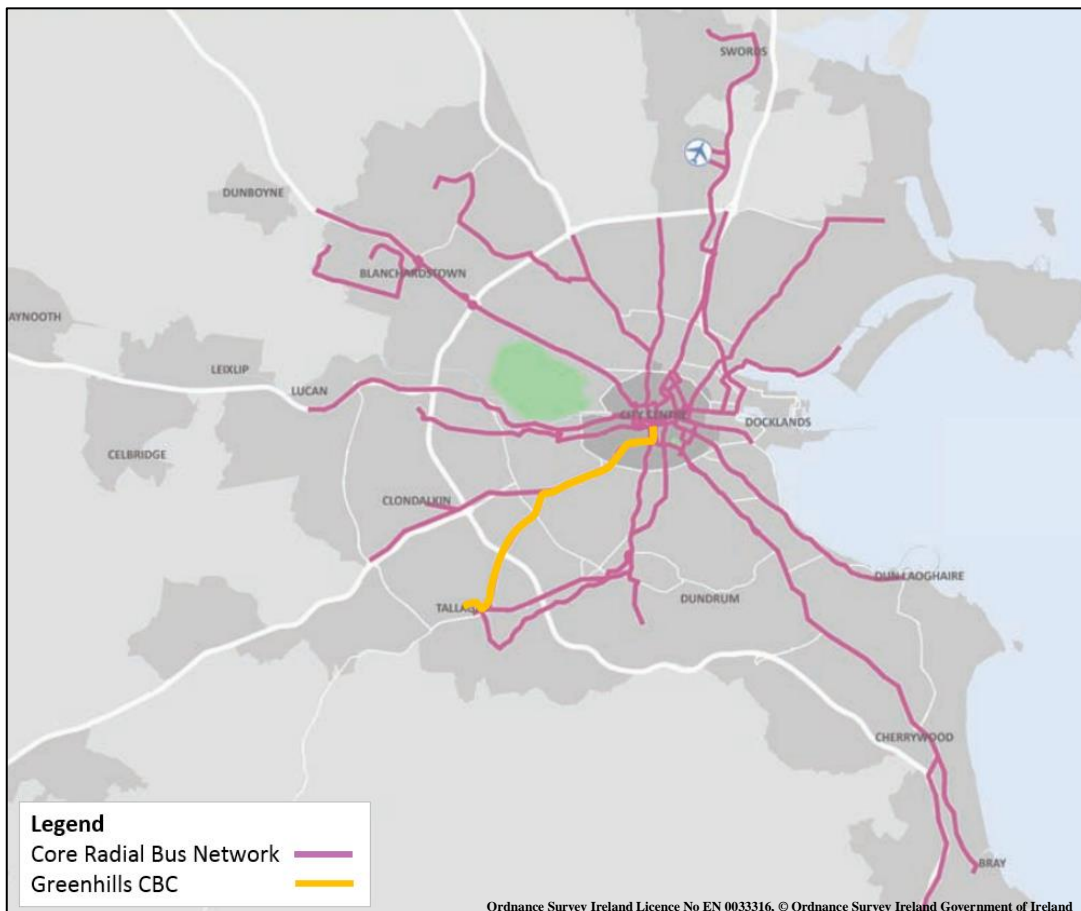 SWORDS
DUNBOYNE
BLANCHARDSTOWN
AYNOOTH
LEIXLIP
LUCAN
CITY CENTRE
DOCKLANDS
CELBRIDGE
CLONDALKIN
DUN LAOGHAIRE
DUNDRUM
TALLA
CHERRYWOOD
BRAY
Legend
Core Radial Bus Network
Greenhills CBC
Ordnance Survey Ireland Licence No EN 0033316. © Ordnance Survey Ireland Government of Ireland